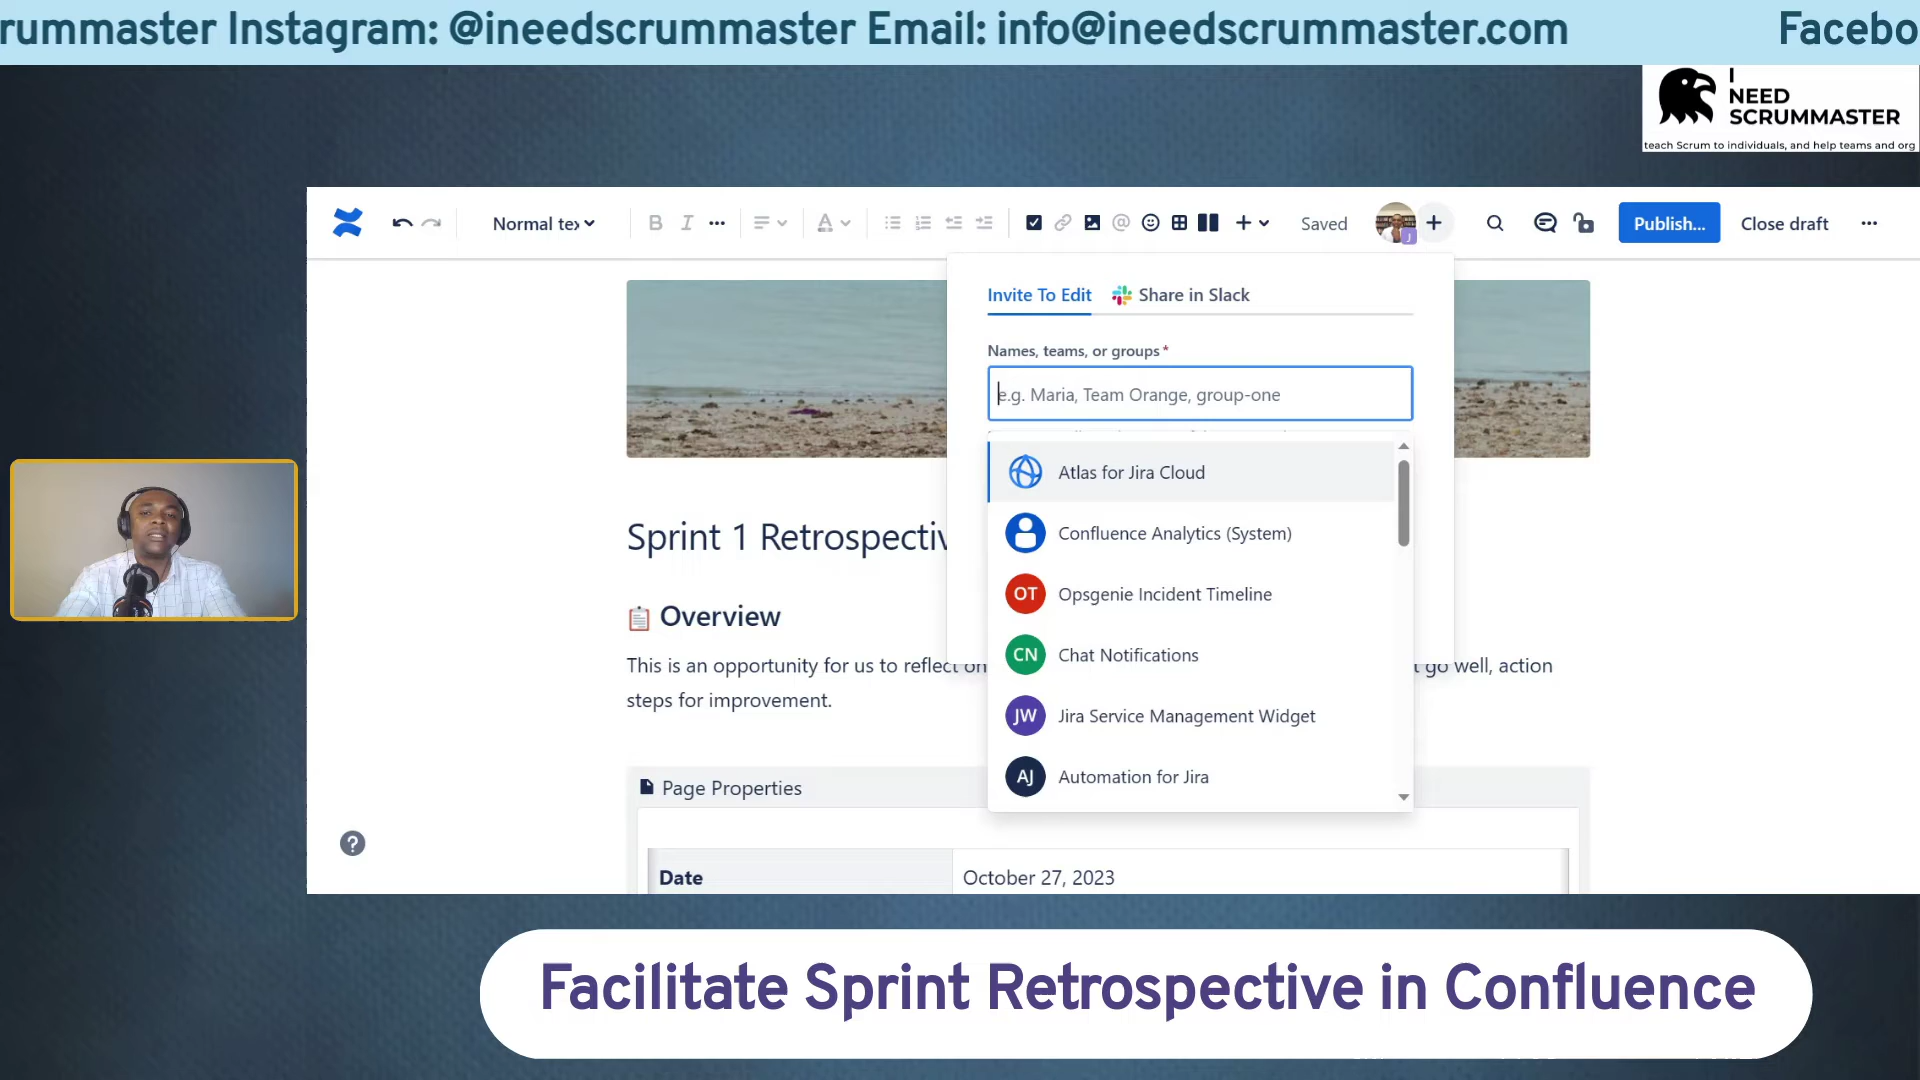 rummaster Instagram: @ineedscrummaster Email: info@ineedscrummaster.com Facebo
I
NEED
SCRUMMASTER
teach Scrum to individuals, and help teams and org
Normal te
B I
A
@
Saved
J
Publish...
Close draft
Invite To Edit
Share in Slack
Names, teams, or groups*
e.g. Maria, Team Orange, group-one
Atlas for Jira Cloud
Confluence Analytics (System)
OT Opsgenie Incident Timeline
CN Chat Notifications
JW Jira Service Management Widget
AJ Automation for Jira
Sprint 1 Retrospectiv
Overview
This is an opportunity for us to reflect on go well, action
steps for improvement.
Page Properties
Date October 27, 2023
?
Facilitate Sprint Retrospective in Confluence